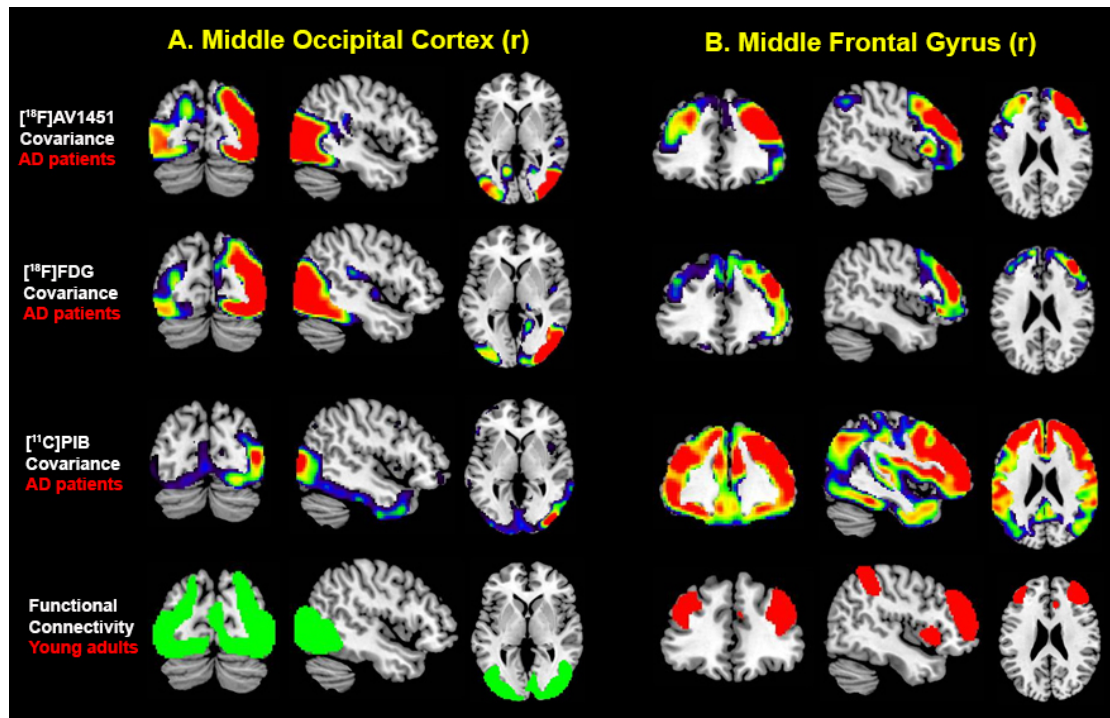 A. Middle Occipital Cortex (r)
B. Middle Frontal Gyrus (r)
[¹⁸F]AV1451
Covariance
AD patients
[¹⁸F]FDG
Covariance
AD patients
[¹¹C]PIB
Covariance
AD patients
Functional
Connectivity
Young adults